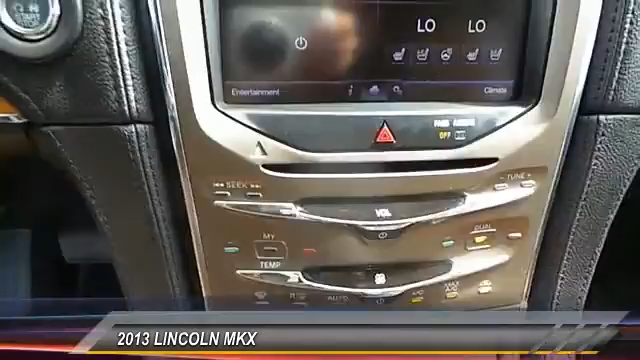 LO LO
Entertainment
Climate
PASS AIRBAG
OFF
SEEK
TUNE
VOL
MY
DUAL
TEMP
AUTO
A/C
MAX A/C
2013 LINCOLN MKX